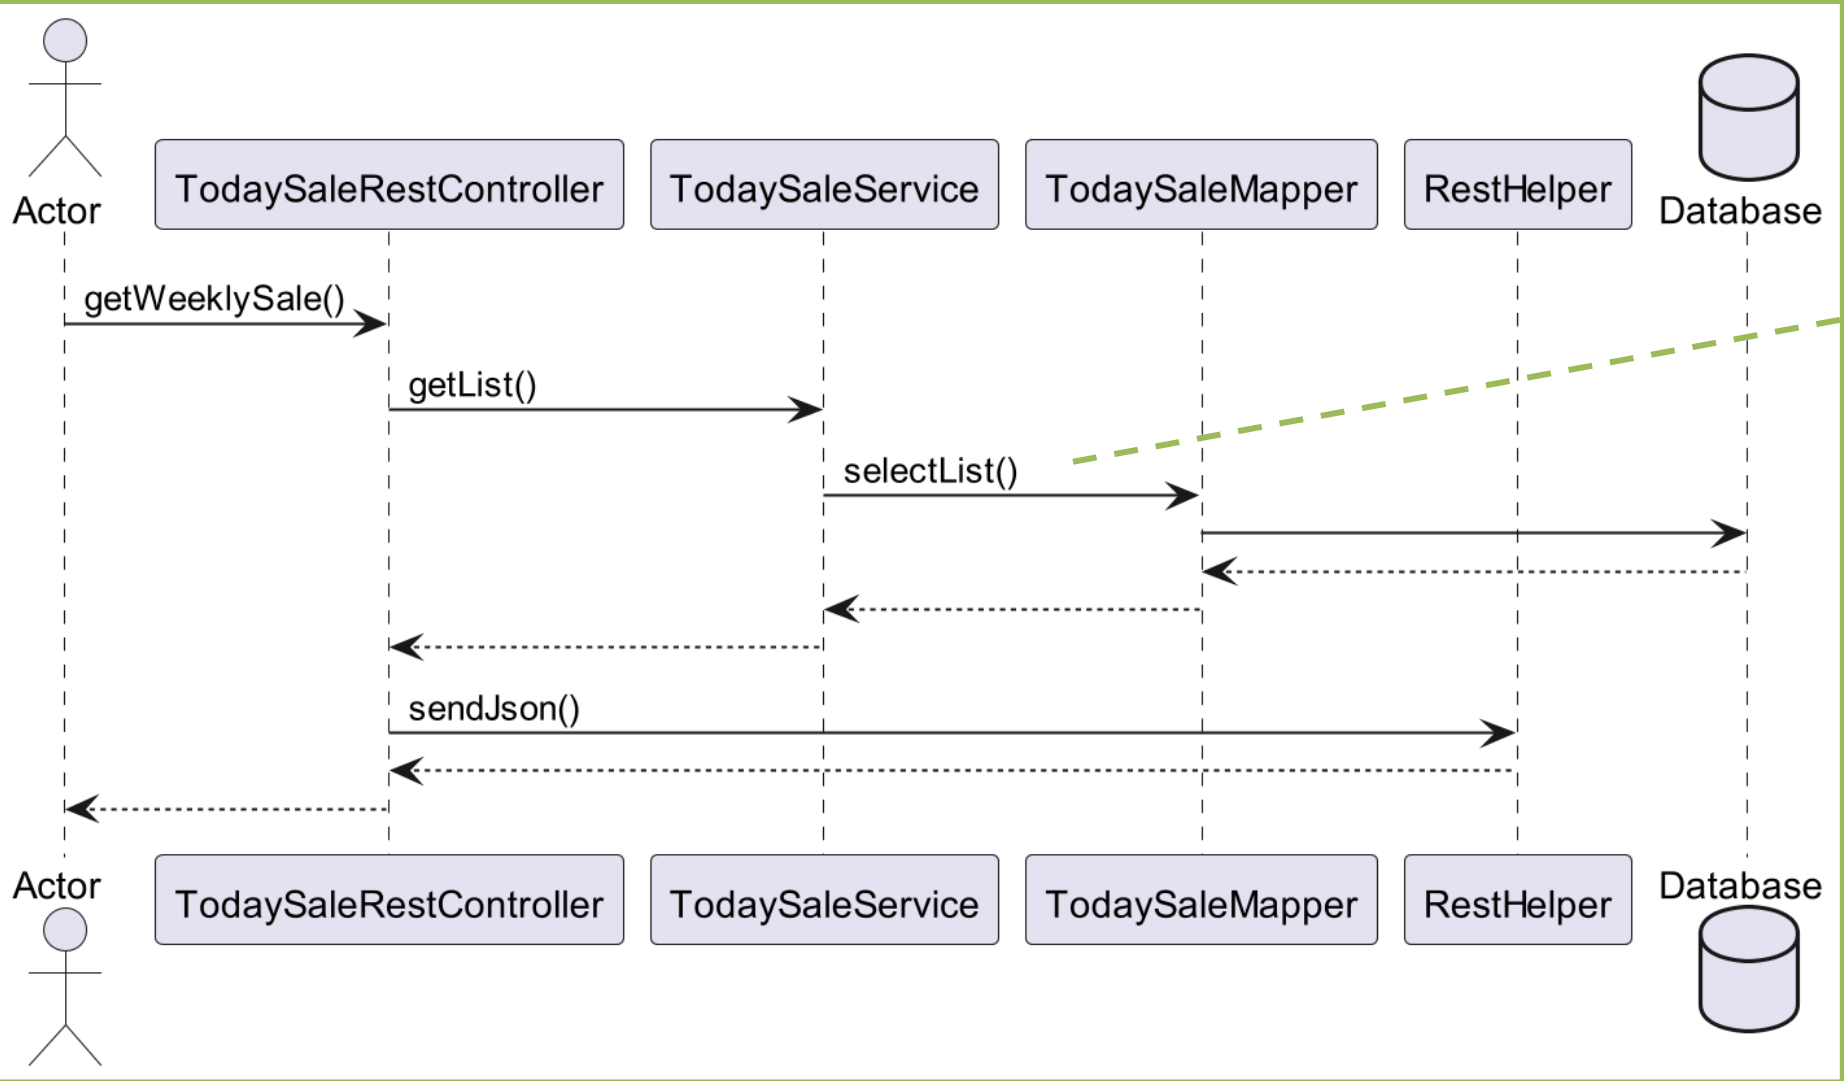 Actor
TodaySaleRestController
TodaySaleService
TodaySaleMapper
RestHelper
Database
getWeeklySale()
getList()
selectList()
sendJson()
Actor
TodaySaleRestController
TodaySaleService
TodaySaleMapper
RestHelper
Database